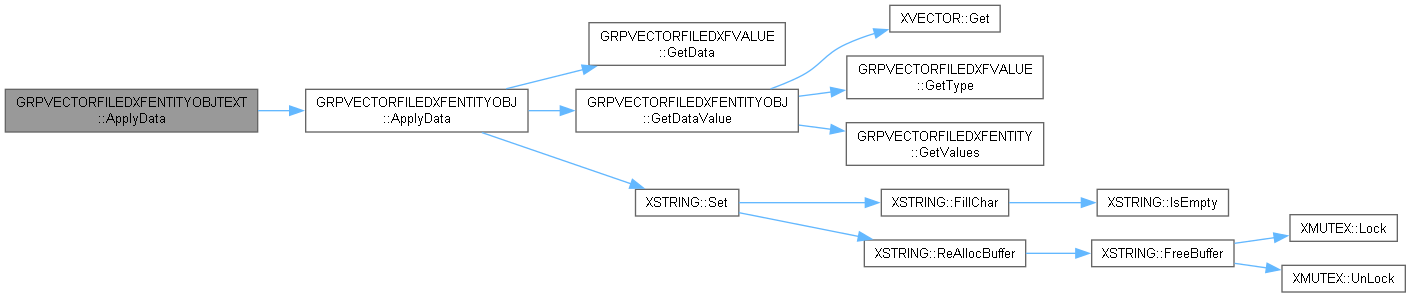 GRPVECTORFILEDXFENTITYOBJTEXT
::ApplyData
GRPVECTORFILEDXFENTITYOBJ
::ApplyData
GRPVECTORFILEDXFVALUE
::GetData
GRPVECTORFILEDXFENTITYOBJ
::GetDataValue
XVECTOR::Get
GRPVECTORFILEDXFVALUE
::GetType
GRPVECTORFILEDXFENTITY
::GetValues
XSTRING::Set
XSTRING::FillChar
XSTRING::IsEmpty
XSTRING::ReAllocBuffer
XSTRING::FreeBuffer
XMUTEX::Lock
XMUTEX::UnLock